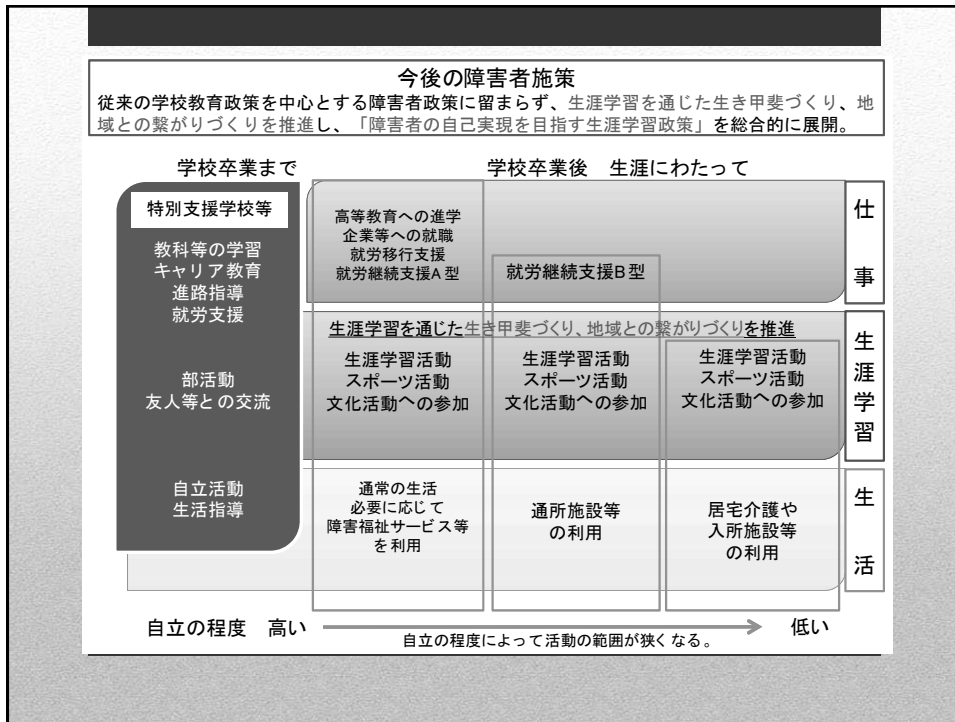 今後の障害者施策
従来の学校教育政策を中心とする障害者政策に留まらず、生涯学習を通じた生き甲斐づくり、地
域との繋がりづくりを推進し、「障害者の自己実現を目指す生涯学習政策」を総合的に展開。
学校卒業まで
学校卒業後　生涯にわたって
特別支援学校等
教科等の学習
キャリア教育
進路指導
就労支援
部活動
友人等との交流
自立活動
生活指導
高等教育への進学
企業等への就職
就労移行支援
就労継続支援A型
就労継続支援B型
仕事
生涯学習を通じた生き甲斐づくり、地域との繋がりづくりを推進
生涯学習活動
スポーツ活動
文化活動への参加
生涯学習活動
スポーツ活動
文化活動への参加
生涯学習活動
スポーツ活動
文化活動への参加
生涯学習
通常の生活
必要に応じて
障害福祉サービス等
を利用
通所施設等
の利用
居宅介護や
入所施設等
の利用
生活
自立の程度　高い
低い
自立の程度によって活動の範囲が狭くなる。